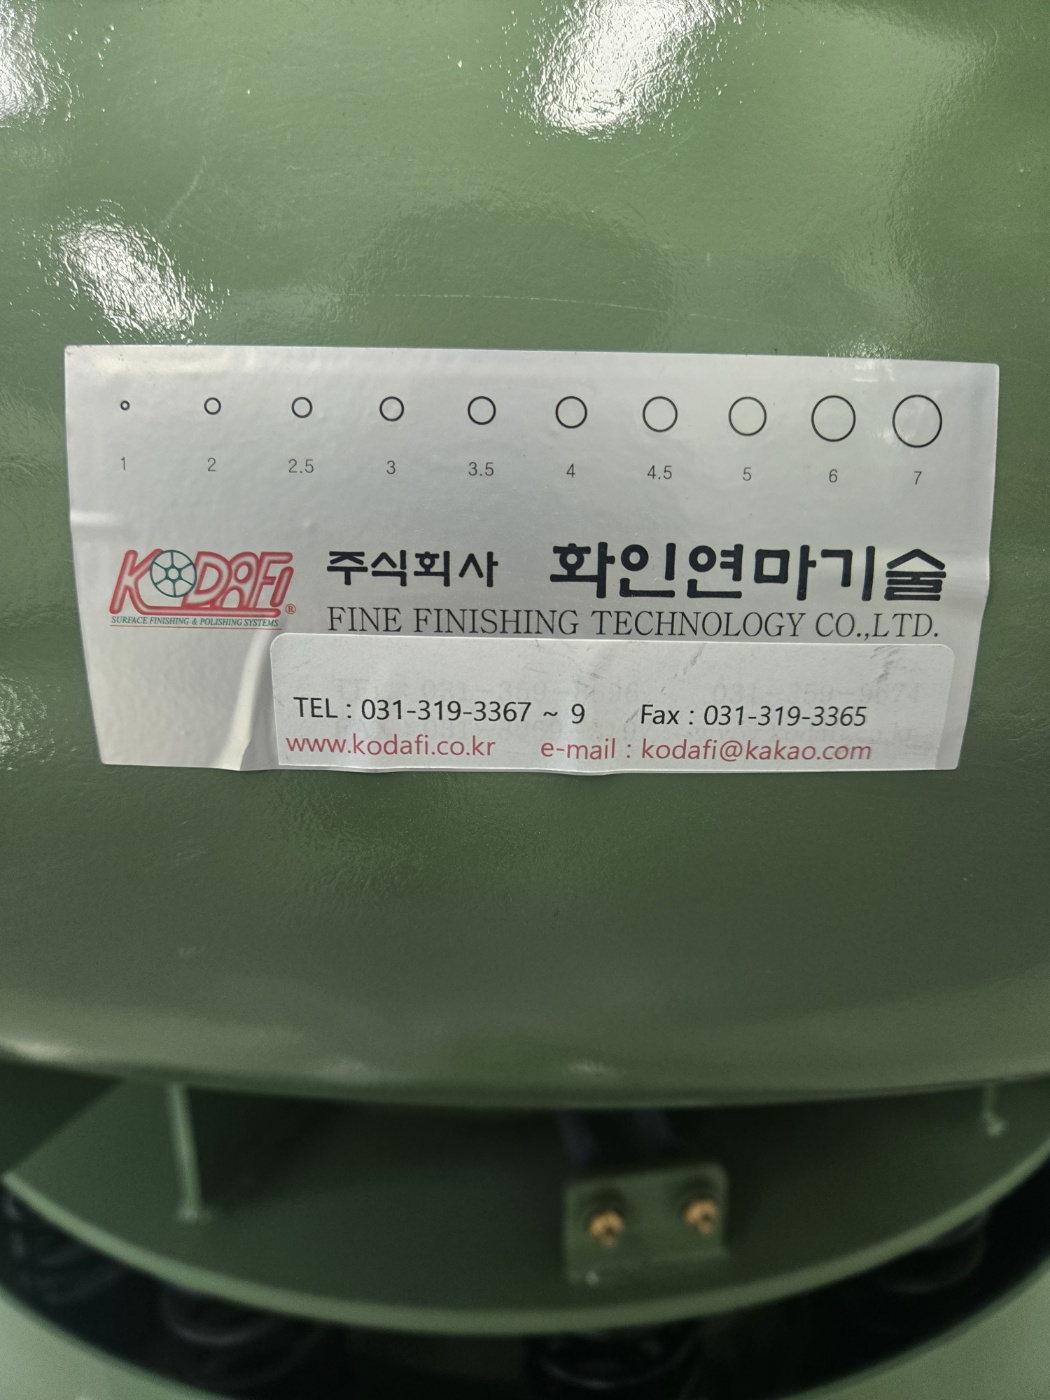 1 2 2.5 3 3.5 4 4.5 5 6 7
KODAFI® 주식회사 화인연마기술
SURFACE FINISHING & POLISHING SYSTEMS
FINE FINISHING TECHNOLOGY CO.,LTD.
TEL : 031-319-3367 ~ 9 Fax : 031-319-3365
www.kodafi.co.kr e-mail : kodafi@kakao.com